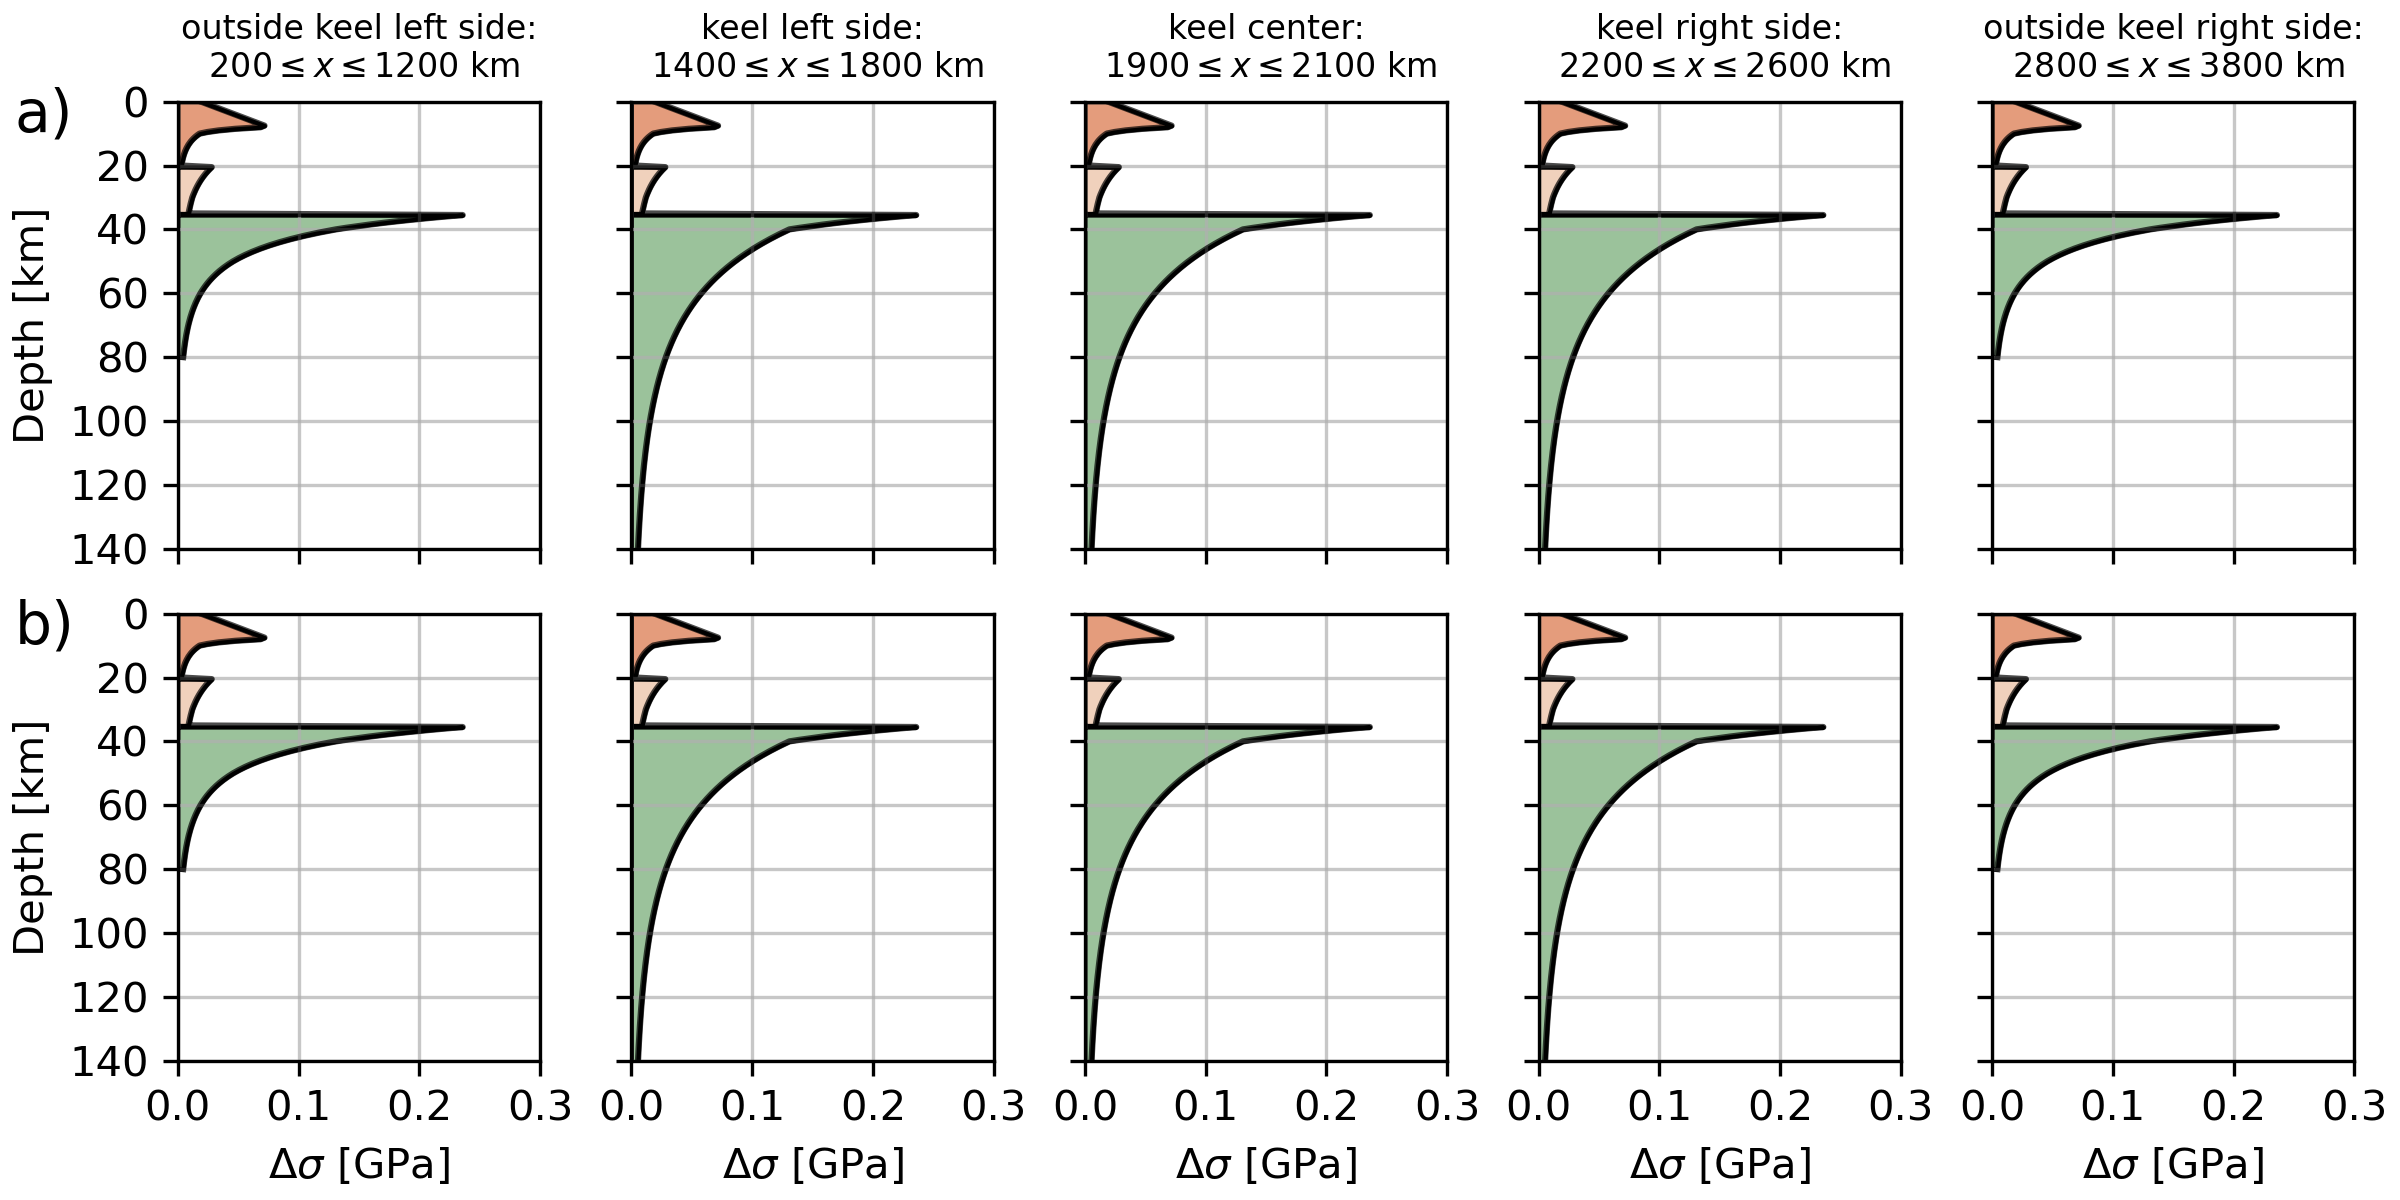 outside keel left side:
200 ≤ x ≤ 1200 km
keel left side:
1400 ≤ x ≤ 1800 km
keel center:
1900 ≤ x ≤ 2100 km
keel right side:
2200 ≤ x ≤ 2600 km
outside keel right side:
2800 ≤ x ≤ 3800 km
a)
Depth [km]
0
20
40
60
80
100
120
140
b)
Depth [km]
0
20
40
60
80
100
120
140
0.0 0.1 0.2 0.3
0.0 0.1 0.2 0.3
0.0 0.1 0.2 0.3
0.0 0.1 0.2 0.3
0.0 0.1 0.2 0.3
Δσ [GPa]
Δσ [GPa]
Δσ [GPa]
Δσ [GPa]
Δσ [GPa]